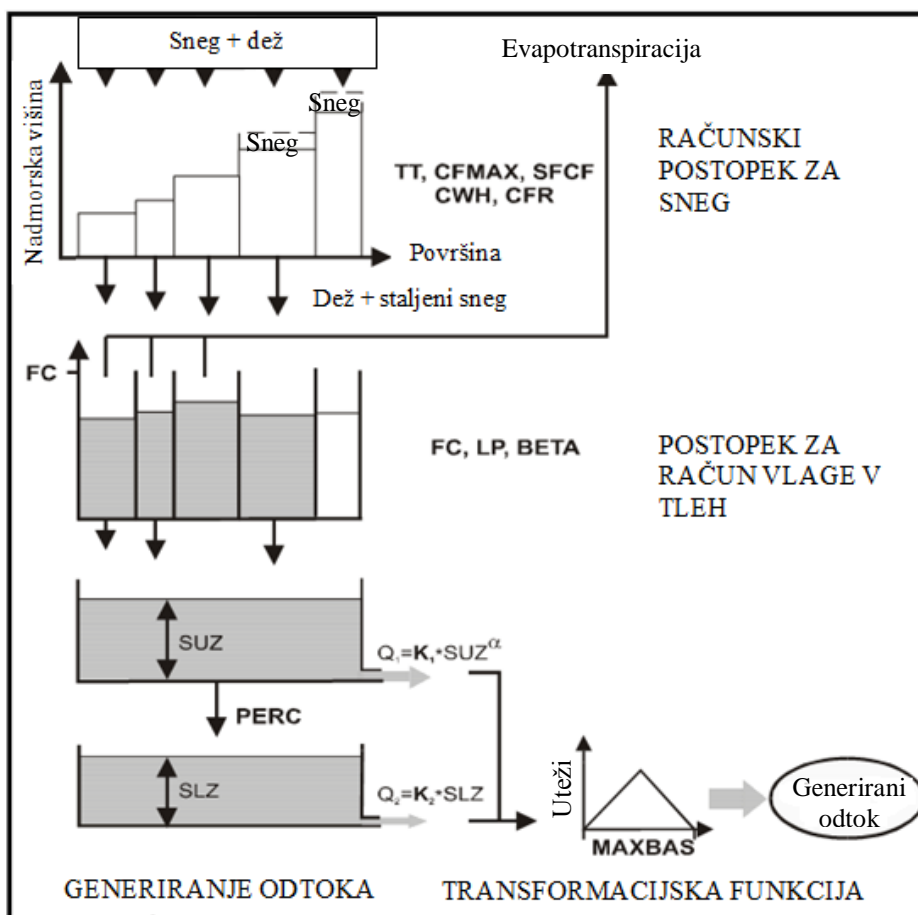 Sneg + dež
Evapotranspiracija
Nadmorska višina
Sneg
Sneg
TT, CFMAX, SFCF
CWH, CFR
RAČUNSKI
POSTOPEK ZA
SNEG
Površina
Dež + staljeni sneg
FC
FC, LP, BETA
POSTOPEK ZA
RAČUN VLAGE V
TLEH
SUZ
Q₁=K₁*SUZ^α
PERC
SLZ
Q₂=K₂*SLZ
Uteži
MAXBAS
Generirani
odtok
GENERIRANJE ODTOKA
TRANSFORMACIJSKA FUNKCIJA